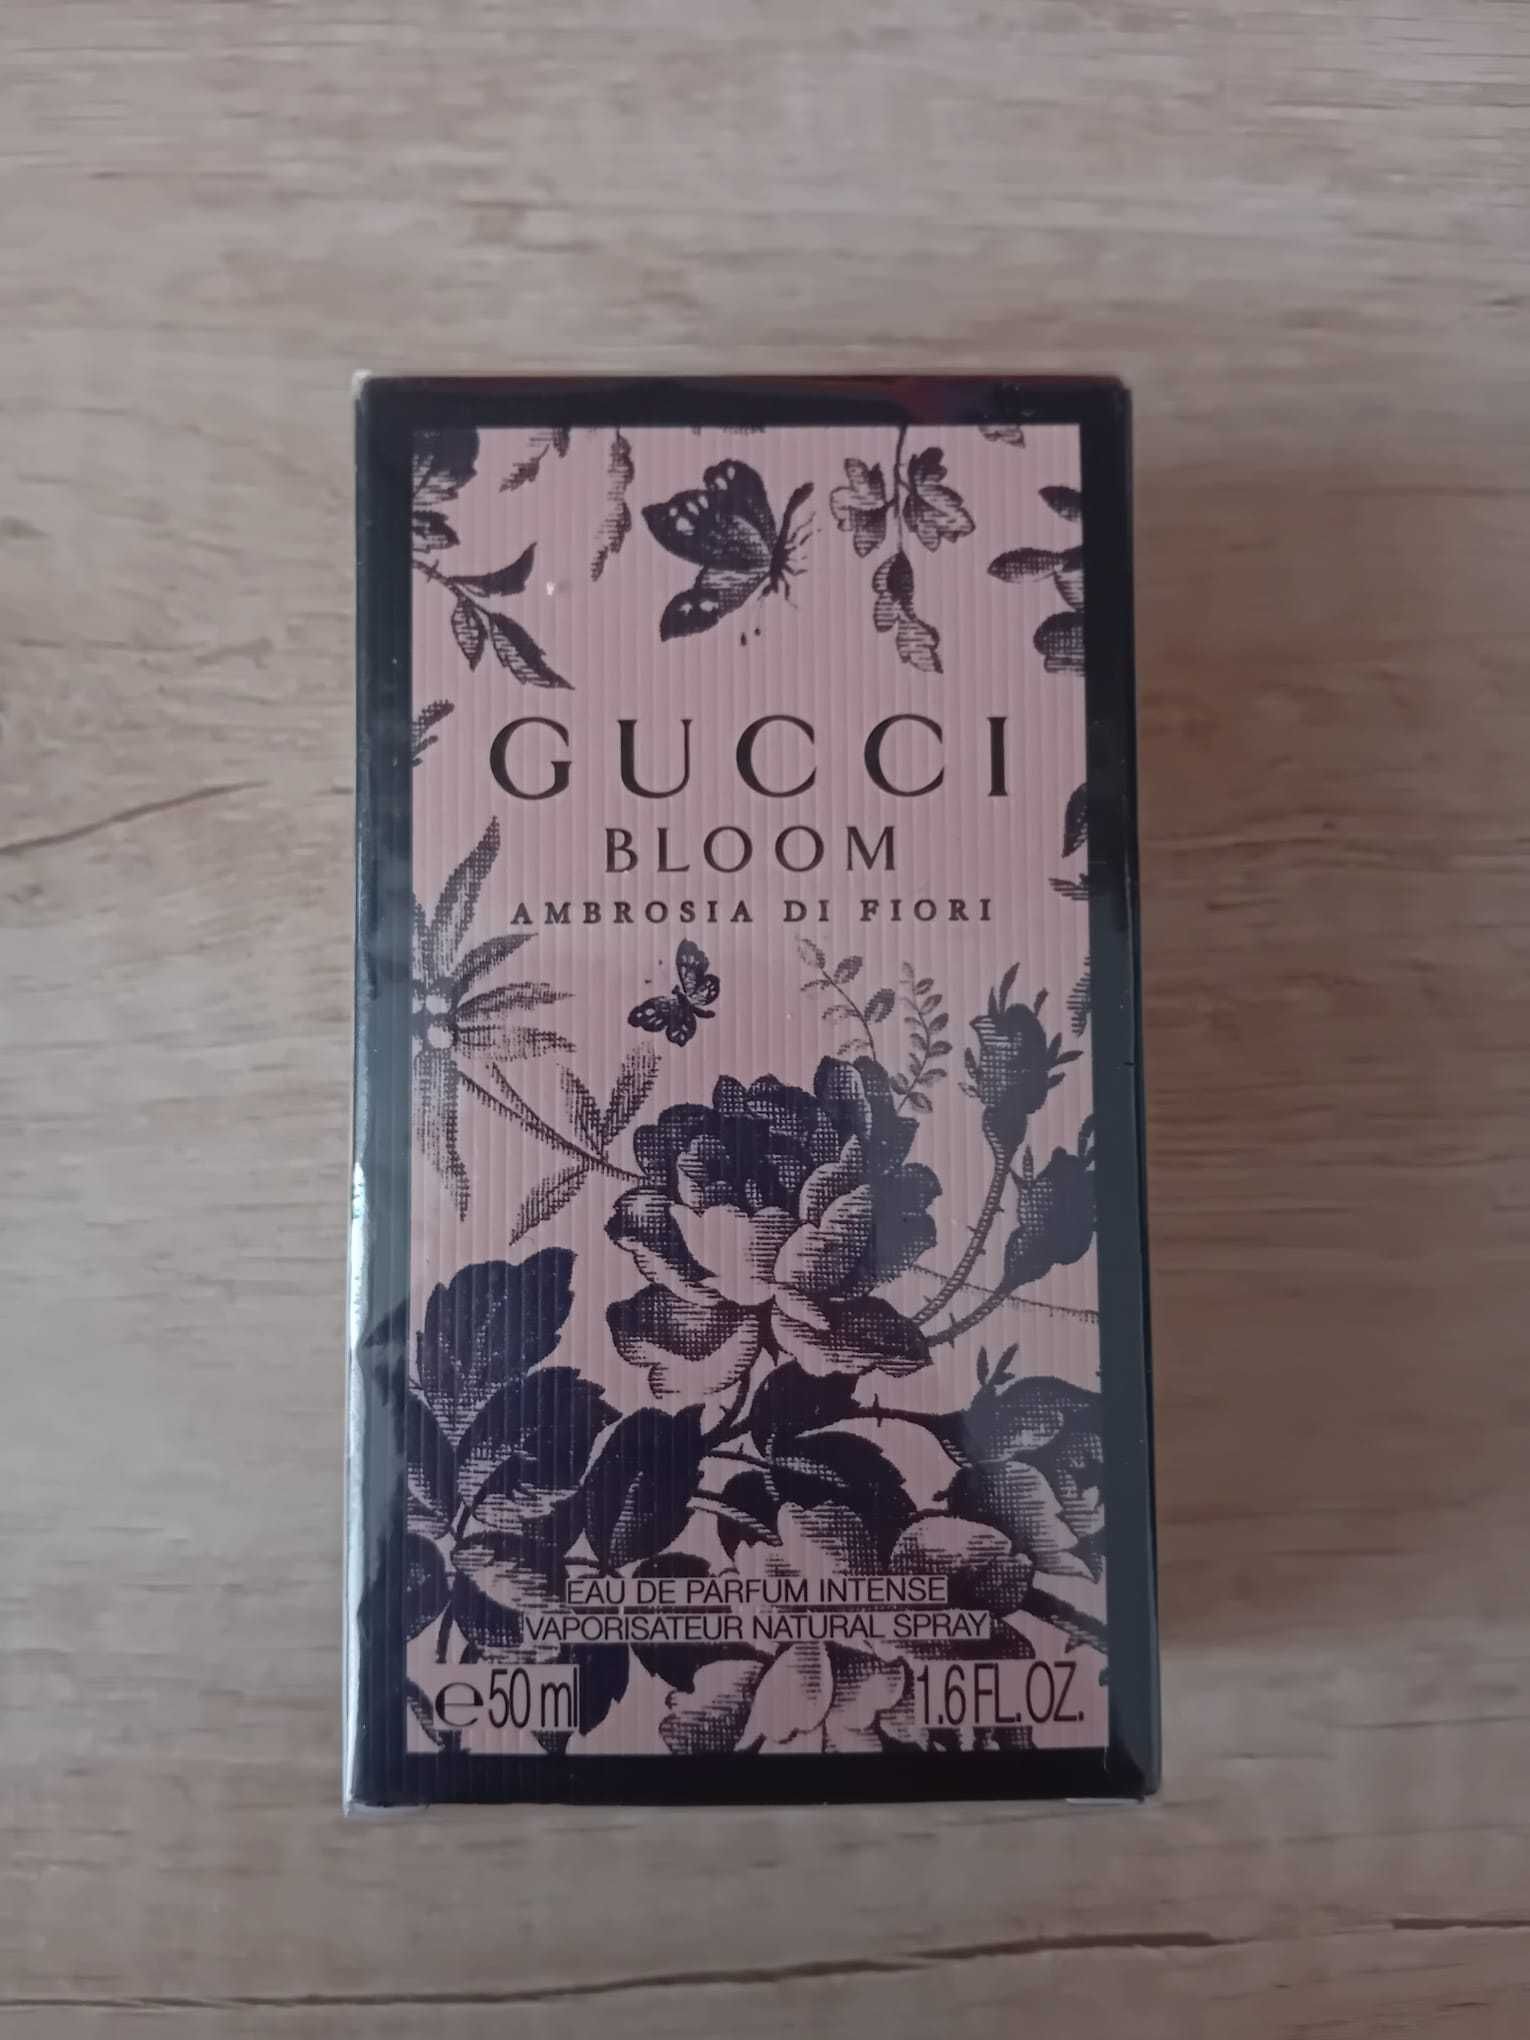 GUCCI
BLOOM
AMBROSIA DI FIORI
EAU DE PARFUM INTENSE
VAPORISATEUR NATURAL SPRAY
℮50 ml 1.6 FL. OZ.